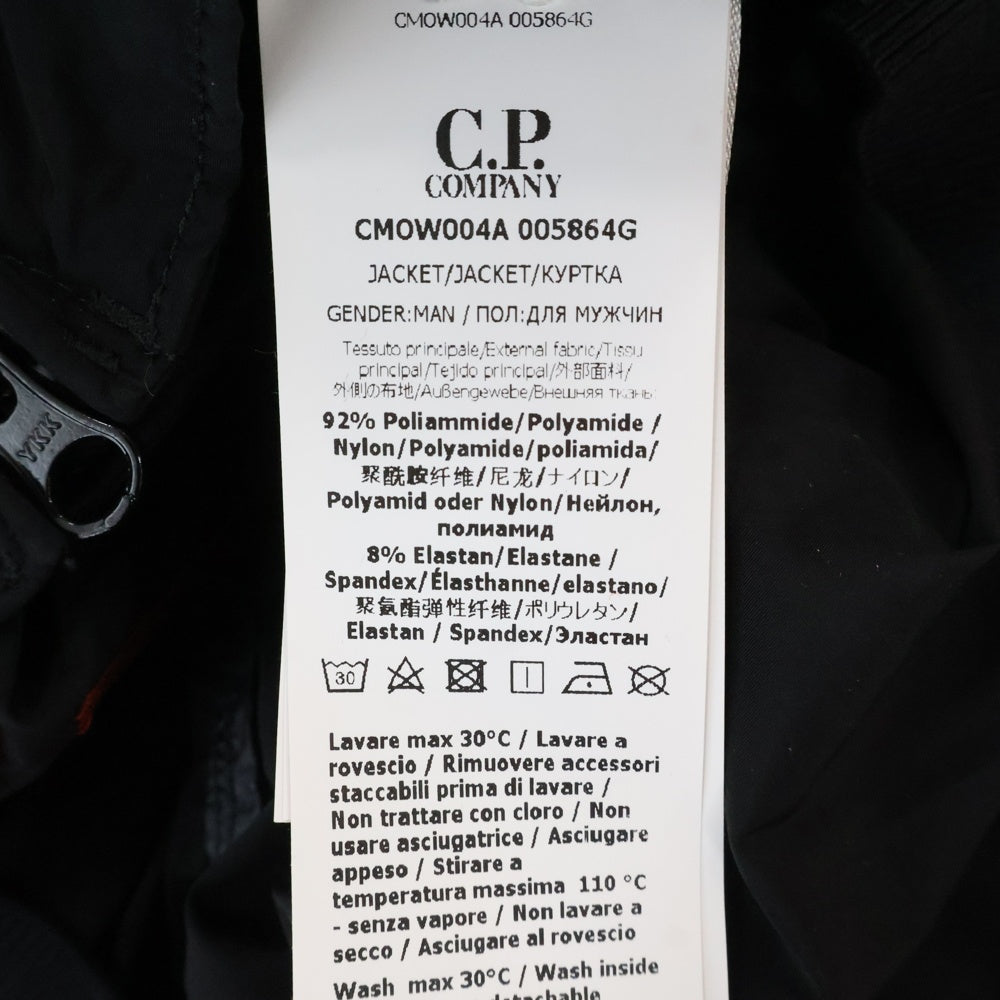 CMOW004A 005864G
C.P.
COMPANY
CMOW004A 005864G
JACKET/JACKET/КУРТКА
GENDER:MAN / ПОЛ:ДЛЯ МУЖЧИН
Tessuto principale/External fabric/Tissu
principal/Tejido principal/外部面料/
外側の布地/Außengewebe/Внешняя ткань:
92% Poliammide/Polyamide /
Nylon/Polyamide/poliamida/
聚酰胺纤维/尼龙/ナイロン/
Polyamid oder Nylon/Нейлон,
полиамид
8% Elastan/Elastane /
Spandex/Élasthanne/elastano/
聚氨酯弹性纤维/ポリウレタン/
Elastan / Spandex/Эластан
30
YKK
Lavare max 30°C / Lavare a
rovescio / Rimuovere accessori
staccabili prima di lavare /
Non trattare con cloro / Non
usare asciugatrice / Asciugare
appeso / Stirare a
temperatura massima 110 °C
- senza vapore / Non lavare a
secco / Asciugare al rovescio
Wash max 30°C / Wash inside
detachable